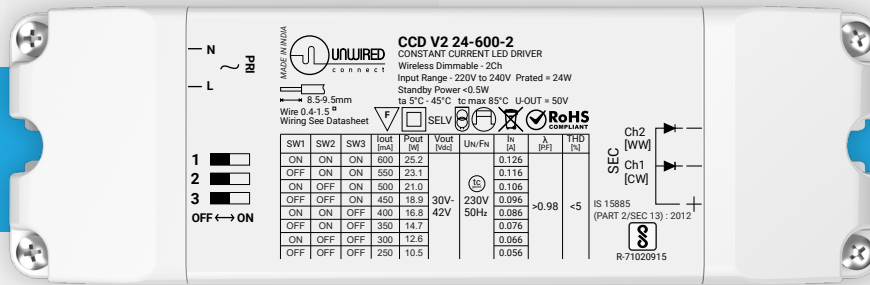 N
L
PRI
MADE IN INDIA
UNWIRED
connect
CCD V2 24-600-2
CONSTANT CURRENT LED DRIVER
Wireless Dimmable - 2Ch
Input Range - 220V to 240V Prated = 24W
Standby Power <0.5W
ta 5°C - 45°C tc max 85°C U-OUT = 50V
8.5-9.5mm
Wire 0.4-1.5
Wiring See Datasheet
F
SELV
RoHS
COMPLIANT
SW1 SW2 SW3 Iout [mA] Pout [W] Vout [Vdc] UN/FN IN [A] λ [P.F] THD [%]
ON ON ON 600 25.2 0.126
OFF ON ON 550 23.1 0.116
ON OFF ON 500 21.0 0.106
OFF OFF ON 450 18.9 0.096
ON ON OFF 400 16.8 0.086
OFF ON OFF 350 14.7 0.076
ON OFF OFF 300 12.6 0.066
OFF OFF OFF 250 10.5 0.056
30V-
42V
tc
230V
50Hz
>0.98
<5
1
2
3
OFF ↔ ON
SEC
Ch2
[WW]
Ch1
[CW]
IS 15885
(PART 2/SEC 13) : 2012
R-71020915